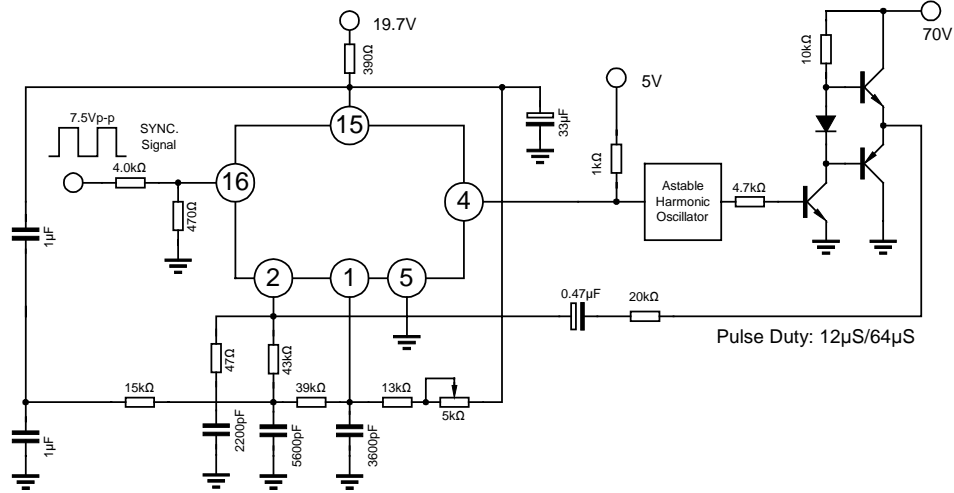 19.7V
390Ω
70V
10kΩ
7.5Vp-p
SYNC.
Signal
15
33µF
5V
4.0kΩ
16
1kΩ
4
Astable
Harmonic
Oscillator
4.7kΩ
470Ω
1µF
2
1
5
0.47µF
20kΩ
Pulse Duty: 12µS/64µS
47Ω
43kΩ
15kΩ
39kΩ
13kΩ
5kΩ
1µF
2200pF
5600pF
3600pF